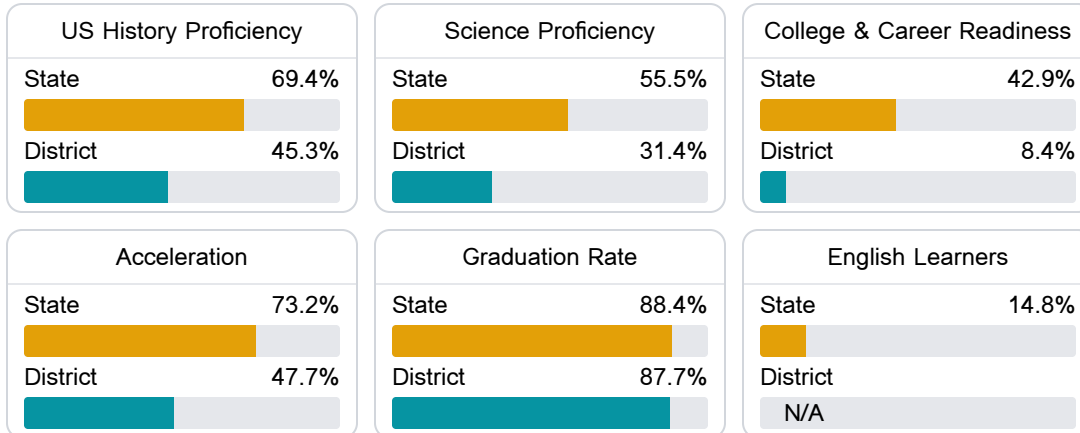 US History Proficiency
State 69.4%
District 45.3%
Science Proficiency
State 55.5%
District 31.4%
College & Career Readiness
State 42.9%
District 8.4%
Acceleration
State 73.2%
District 47.7%
Graduation Rate
State 88.4%
District 87.7%
English Learners
State 14.8%
District
N/A